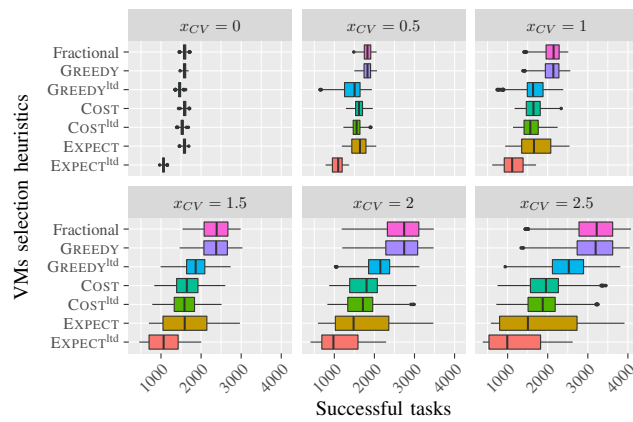 VMs selection heuristics
x_CV = 0
x_CV = 0.5
x_CV = 1
Fractional
GREEDY
GREEDY^ltd
COST
COST^ltd
EXPECT
EXPECT^ltd
x_CV = 1.5
x_CV = 2
x_CV = 2.5
Fractional
GREEDY
GREEDY^ltd
COST
COST^ltd
EXPECT
EXPECT^ltd
1000 2000 3000 4000
1000 2000 3000 4000
1000 2000 3000 4000
Successful tasks